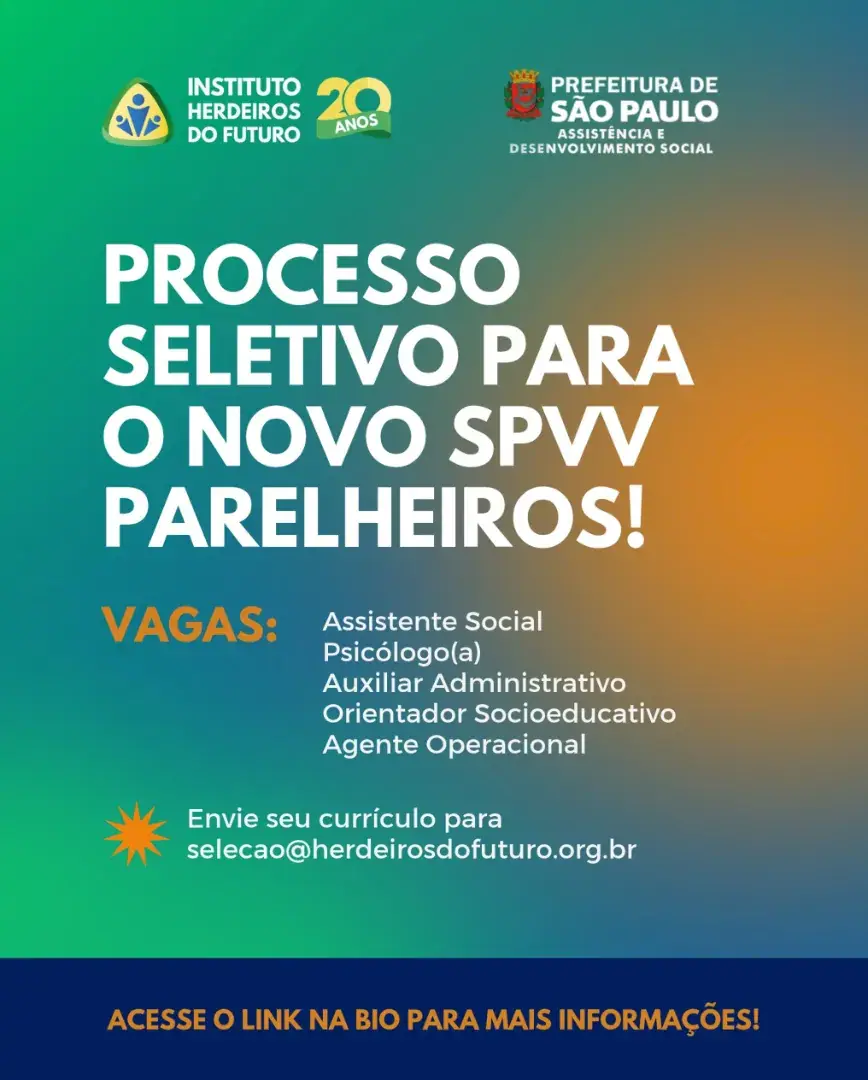 INSTITUTO
HERDEIROS
DO FUTURO
20
ANOS
PREFEITURA DE
SÃO PAULO
ASSISTÊNCIA E
DESENVOLVIMENTO SOCIAL
PROCESSO
SELETIVO PARA
O NOVO SPVV
PARELHEIROS!
VAGAS:
Assistente Social
Psicólogo(a)
Auxiliar Administrativo
Orientador Socioeducativo
Agente Operacional
Envie seu currículo para
selecao@herdeirosdofuturo.org.br
ACESSE O LINK NA BIO PARA MAIS INFORMAÇÕES!